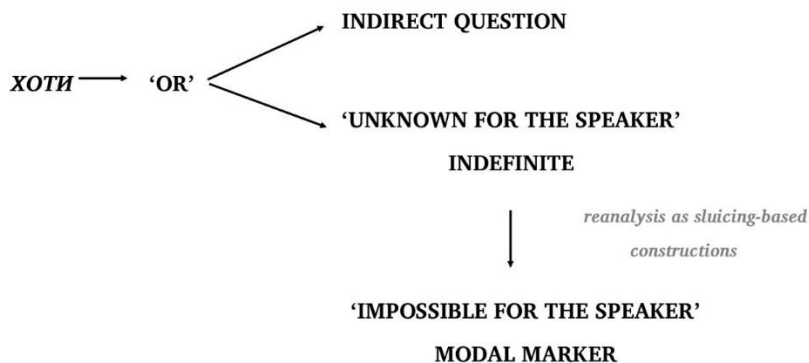 INDIRECT QUESTION
ХОТИ
‘OR’
‘UNKNOWN FOR THE SPEAKER’
INDEFINITE
reanalysis as sluicing-based
constructions
‘IMPOSSIBLE FOR THE SPEAKER’
MODAL MARKER